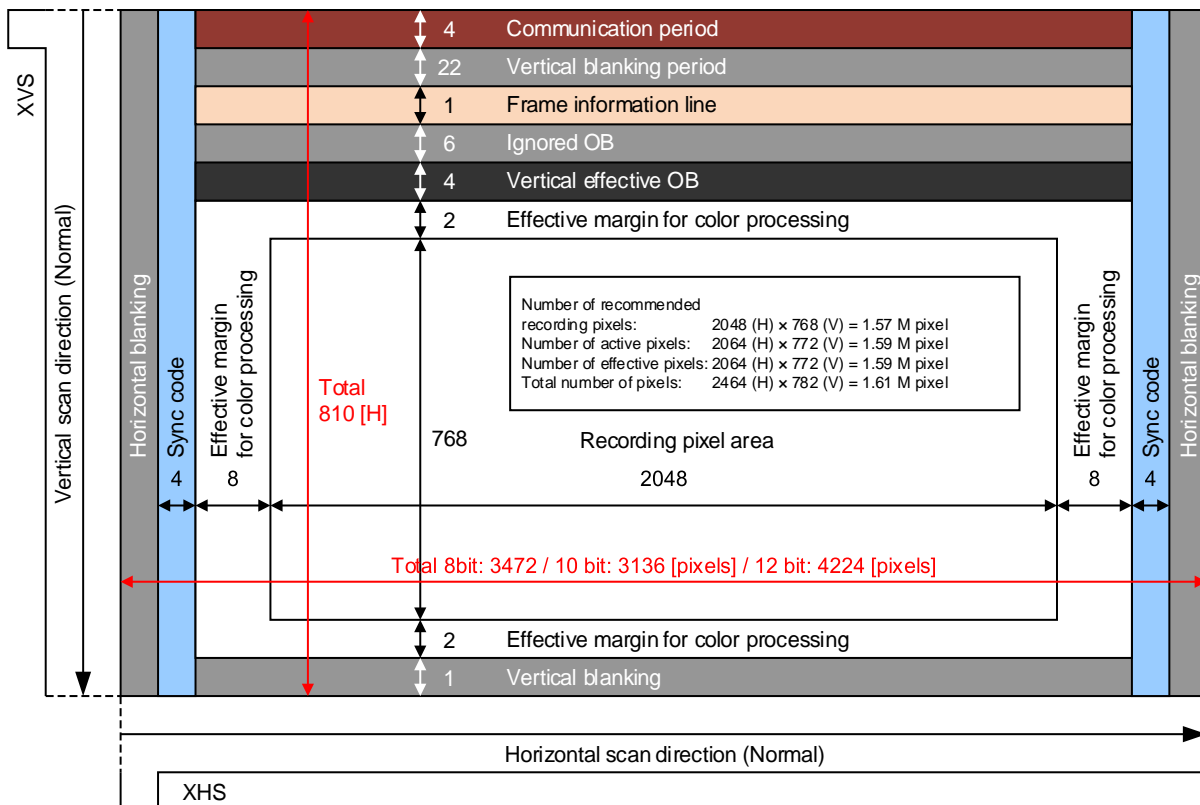 4 Communication period
22 Vertical blanking period
1 Frame information line
6 Ignored OB
4 Vertical effective OB
2 Effective margin for color processing
XVS
Vertical scan direction (Normal)
Horizontal blanking
Sync code
4
Effective margin
for color processing
8
Total
810 [H]
Number of recommended
recording pixels: 2048 (H) × 768 (V) = 1.57 M pixel
Number of active pixels: 2064 (H) × 772 (V) = 1.59 M pixel
Number of effective pixels: 2064 (H) × 772 (V) = 1.59 M pixel
Total number of pixels: 2464 (H) × 782 (V) = 1.61 M pixel
768
Recording pixel area
2048
Effective margin
for color processing
8
Sync code
4
Horizontal blanking
Total 8bit: 3472 / 10 bit: 3136 [pixels] / 12 bit: 4224 [pixels]
2 Effective margin for color processing
1 Vertical blanking
Horizontal scan direction (Normal)
XHS